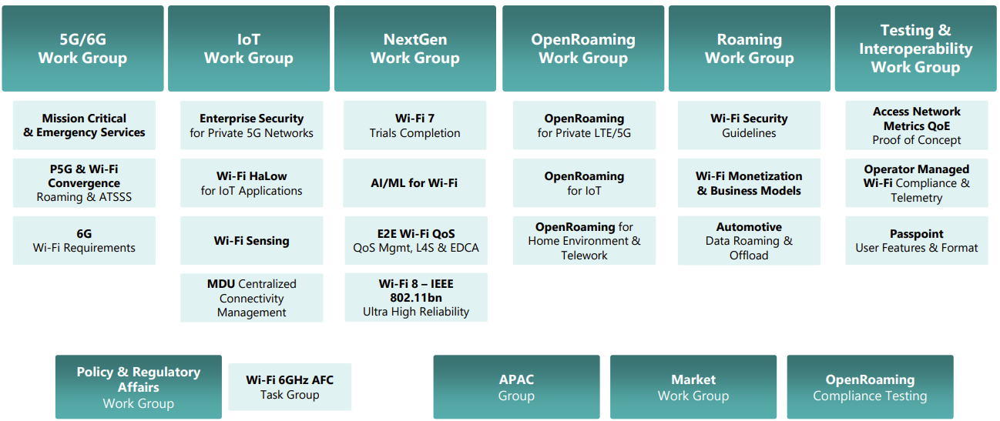 5G/6G
Work Group
Mission Critical
& Emergency Services
P5G & Wi-Fi
Convergence
Roaming & ATSSS
6G
Wi-Fi Requirements
IoT
Work Group
Enterprise Security
for Private 5G Networks
Wi-Fi HaLow
for IoT Applications
Wi-Fi Sensing
MDU Centralized
Connectivity
Management
NextGen
Work Group
Wi-Fi 7
Trials Completion
AI/ML for Wi-Fi
E2E Wi-Fi QoS
QoS Mgmt, L4S & EDCA
Wi-Fi 8 – IEEE
802.11bn
Ultra High Reliability
OpenRoaming
Work Group
OpenRoaming
for Private LTE/5G
OpenRoaming
for IoT
OpenRoaming for
Home Environment &
Telework
Roaming
Work Group
Wi-Fi Security
Guidelines
Wi-Fi Monetization
& Business Models
Automotive
Data Roaming &
Offload
Testing &
Interoperability
Work Group
Access Network
Metrics QoE
Proof of Concept
Operator Managed
Wi-Fi Compliance &
Telemetry
Passpoint
User Features & Format
Policy & Regulatory
Affairs
Work Group
Wi-Fi 6GHz AFC
Task Group
APAC
Group
Market
Work Group
OpenRoaming
Compliance Testing